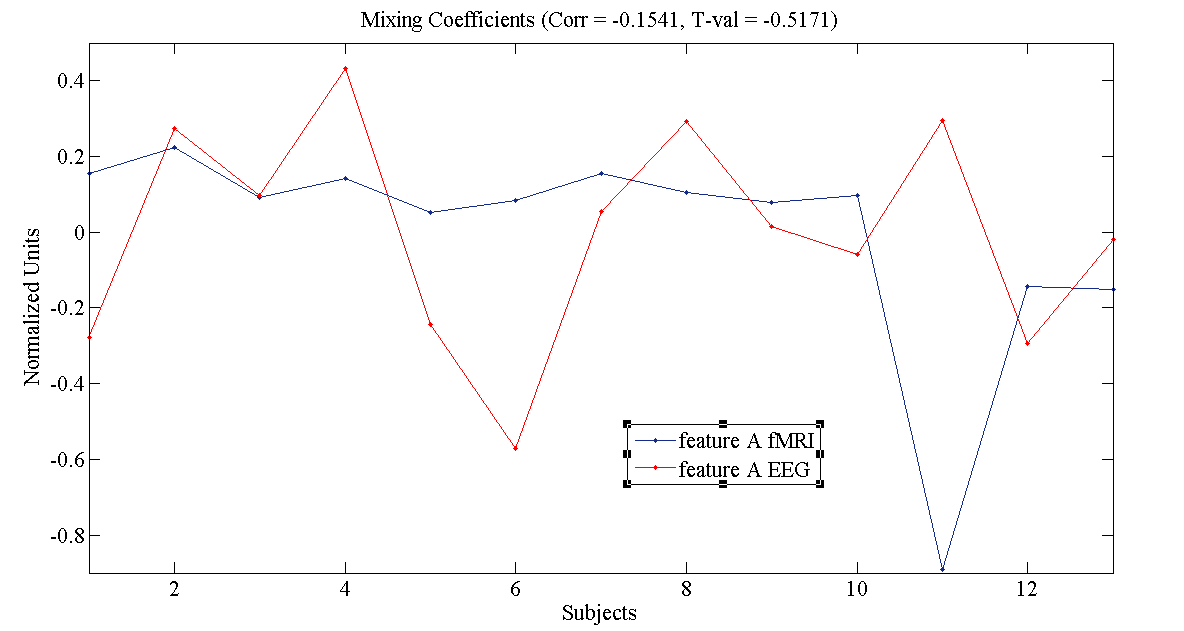 Mixing Coefficients (Corr = -0.1541, T-val = -0.5171)
0.4
0.2
0
-0.2
-0.4
-0.6
-0.8
Normalized Units
feature A fMRI
feature A EEG
2 4 6 8 10 12
Subjects